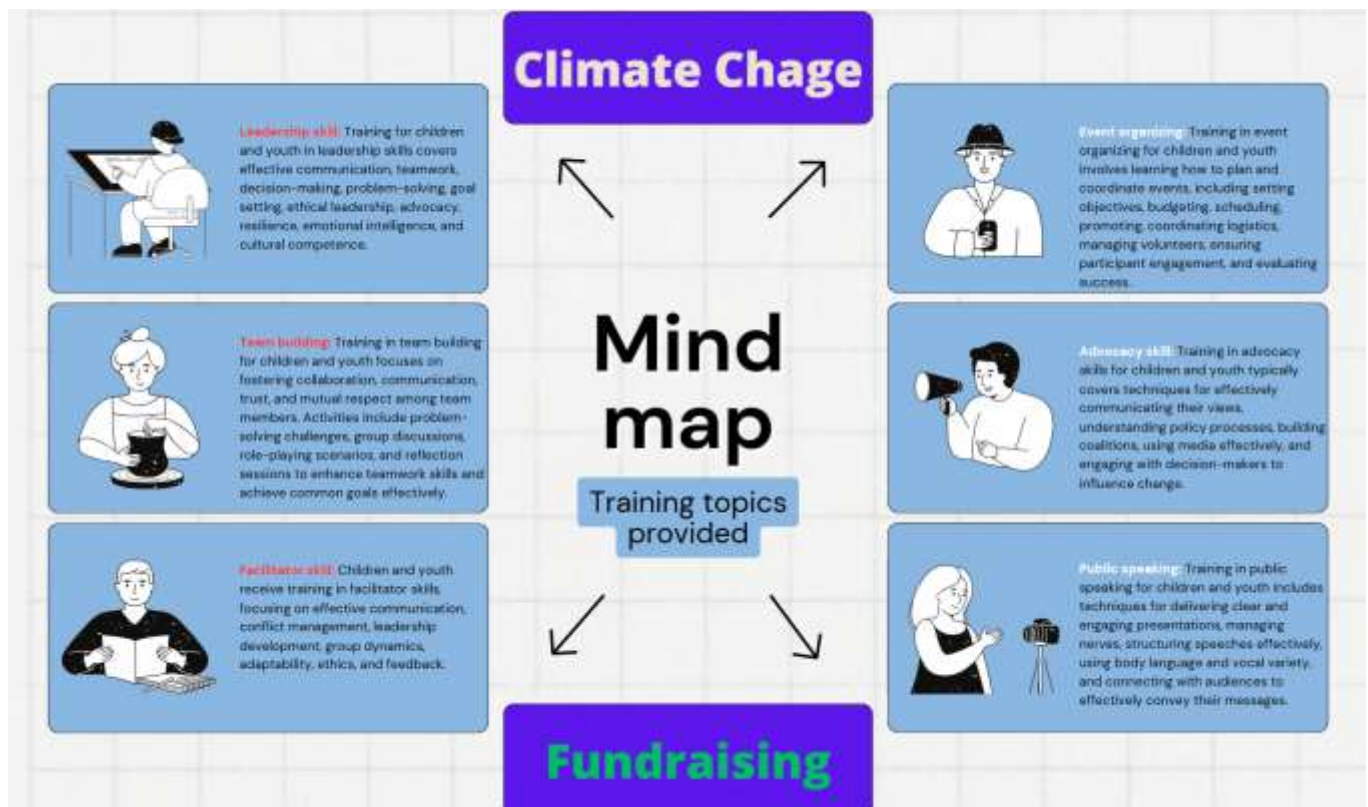 Climate Chage
Leadership skill: Training for children
and youth in leadership skills covers
effective communication, teamwork,
decision-making, problem-solving, goal
setting, ethical leadership, advocacy,
resilience, emotional intelligence, and
cultural competence.
Team building: Training in team building
for children and youth focuses on
fostering collaboration, communication,
trust, and mutual respect among team
members. Activities include problem-
solving challenges, group discussions,
role-playing scenarios, and reflection
sessions to enhance teamwork skills and
achieve common goals effectively.
Facilitator skill: Children and youth
receive training in facilitator skills,
focusing on effective communication,
conflict management, leadership
development, group dynamics,
adaptability, ethics, and feedback.
Mind
map
Training topics
provided
Event organizing: Training in event
organizing for children and youth
involves learning how to plan and
coordinate events, including setting
objectives, budgeting, scheduling,
promoting, coordinating logistics,
managing volunteers, ensuring
participant engagement, and evaluating
success.
Advocacy skill: Training in advocacy
skills for children and youth typically
covers techniques for effectively
communicating their views,
understanding policy processes, building
coalitions, using media effectively, and
engaging with decision-makers to
influence change.
Public speaking: Training in public
speaking for children and youth includes
techniques for delivering clear and
engaging presentations, managing
nerves, structuring speeches effectively,
using body language and vocal variety,
and connecting with audiences to
effectively convey their messages.
Fundraising